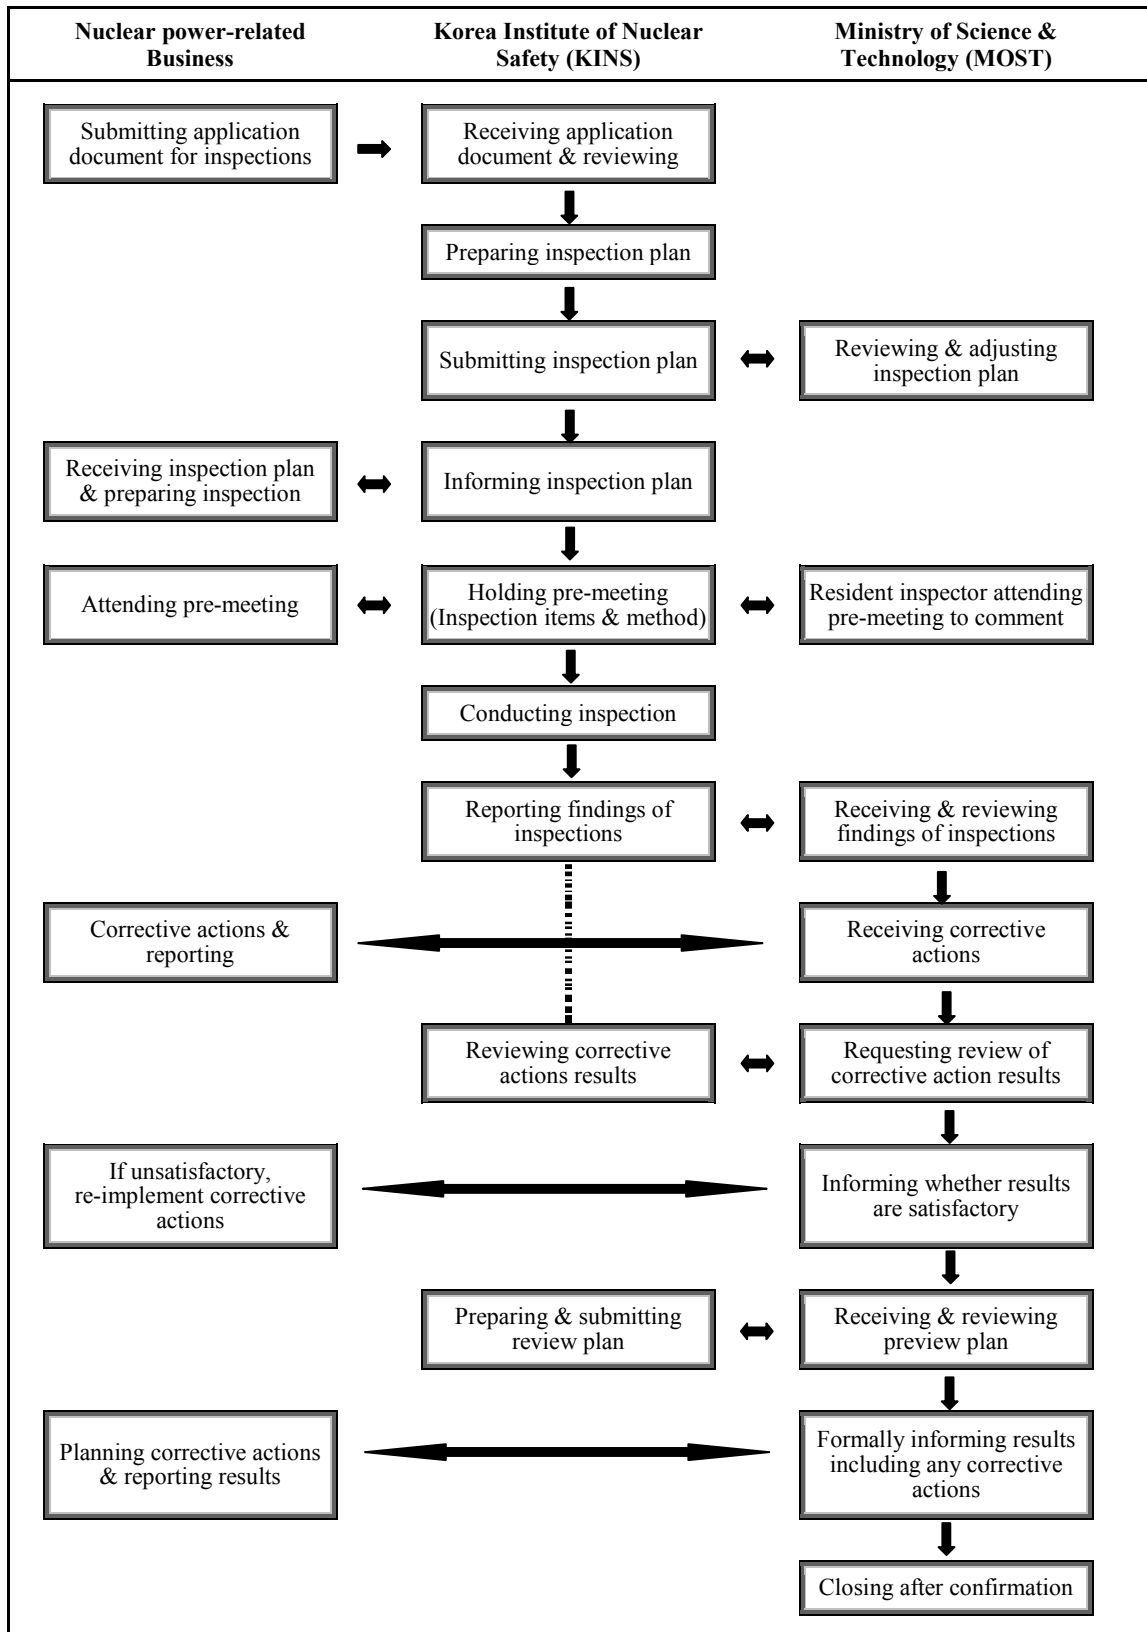 Nuclear power-related
Business
Korea Institute of Nuclear
Safety (KINS)
Ministry of Science &
Technology (MOST)
Submitting application
document for inspections
Receiving application
document & reviewing
Preparing inspection plan
Submitting inspection plan
Reviewing & adjusting
inspection plan
Receiving inspection plan
& preparing inspection
Informing inspection plan
Attending pre-meeting
Holding pre-meeting
(Inspection items & method)
Resident inspector attending
pre-meeting to comment
Conducting inspection
Reporting findings of
inspections
Receiving & reviewing
findings of inspections
Corrective actions &
reporting
Receiving corrective
actions
Reviewing corrective
actions results
Requesting review of
corrective action results
If unsatisfactory,
re-implement corrective
actions
Informing whether results
are satisfactory
Preparing & submitting
review plan
Receiving & reviewing
preview plan
Planning corrective actions
& reporting results
Formally informing results
including any corrective
actions
Closing after confirmation